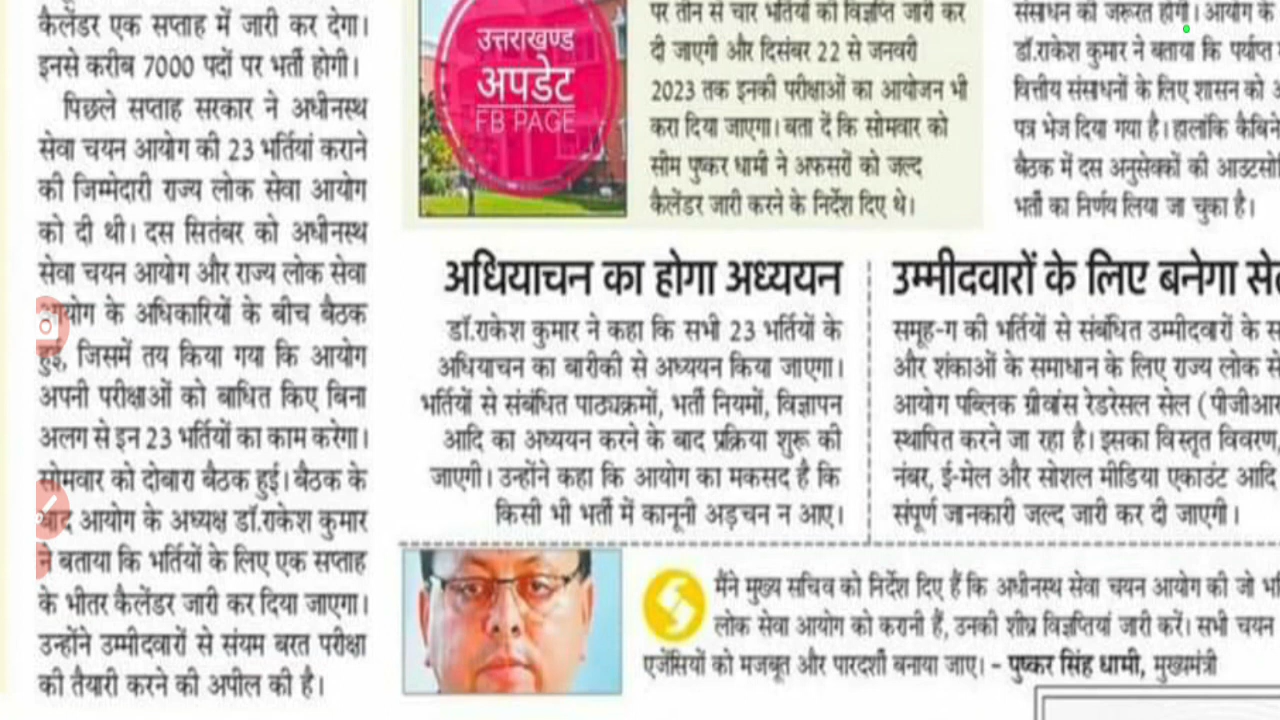 कैलेंडर एक सप्ताह में जारी कर देगा।
इनसे करीब 7000 पदों पर भर्ती होगी।
पिछले सप्ताह सरकार ने अधीनस्थ
सेवा चयन आयोग की 23 भर्तियां कराने
की जिम्मेदारी राज्य लोक सेवा आयोग
को दी थी। दस सितंबर को अधीनस्थ
सेवा चयन आयोग और राज्य लोक सेवा
आयोग के अधिकारियों के बीच बैठक
हुई, जिसमें तय किया गया कि आयोग
अपनी परीक्षाओं को बाधित किए बिना
अलग से इन 23 भर्तियों का काम करेगा।
सोमवार को दोबारा बैठक हुई। बैठक के
बाद आयोग के अध्यक्ष डॉ.राकेश कुमार
ने बताया कि भर्तियों के लिए एक सप्ताह
के भीतर कैलेंडर जारी कर दिया जाएगा।
उन्होंने उम्मीदवारों से संयम बरत परीक्षा
की तैयारी करने की अपील की है।
उत्तराखण्ड
अपडेट
FB PAGE
पर तीन से चार भर्तियों की विज्ञप्ति जारी कर
दी जाएगी और दिसंबर 22 से जनवरी
2023 तक इनकी परीक्षाओं का आयोजन भी
करा दिया जाएगा। बता दें कि सोमवार को
सीम पुष्कर धामी ने अफसरों को जल्द
कैलेंडर जारी करने के निर्देश दिए थे।
संसाधन की जरूरत होगी। आयोग के
डॉ.राकेश कुमार ने बताया कि पर्याप्त
वित्तीय संसाधनों के लिए शासन को
पत्र भेज दिया गया है। हालांकि
बैठक में दस अनुसेवकों की
भर्ती का निर्णय लिया जा चुका है।
अधियाचन का होगा अध्ययन
डॉ.राकेश कुमार ने कहा कि सभी 23 भर्तियों के
अधियाचन का बारीकी से अध्ययन किया जाएगा।
भर्तियों से संबंधित पाठ्यक्रमों, भर्ती नियमों, विज्ञापन
आदि का अध्ययन करने के बाद प्रक्रिया शुरू की
जाएगी। उन्होंने कहा कि आयोग का मकसद है कि
किसी भी भर्ती में कानूनी अड़चन न आए।
उम्मीदवारों के लिए बनेगा
समूह-ग की भर्तियों से संबंधित उम्मीदवारों के
और शंकाओं के समाधान के लिए राज्य लोक
आयोग पब्लिक ग्रीवांस रेडरेसल सेल (पीजीआर
स्थापित करने जा रहा है। इसका विस्तृत विवरण,
नंबर, ई-मेल और सोशल मीडिया एकाउंट आदि
संपूर्ण जानकारी जल्द जारी कर दी जाएगी।
मैंने मुख्य सचिव को निर्देश दिए हैं कि अधीनस्थ सेवा चयन आयोग की जो
लोक सेवा आयोग को करानी हैं, उनकी शीघ्र विज्ञप्तियां जारी करें। सभी चयन
एजेंसियों को मजबूत और पारदर्शी बनाया जाए। – पुष्कर सिंह धामी, मुख्यमंत्री